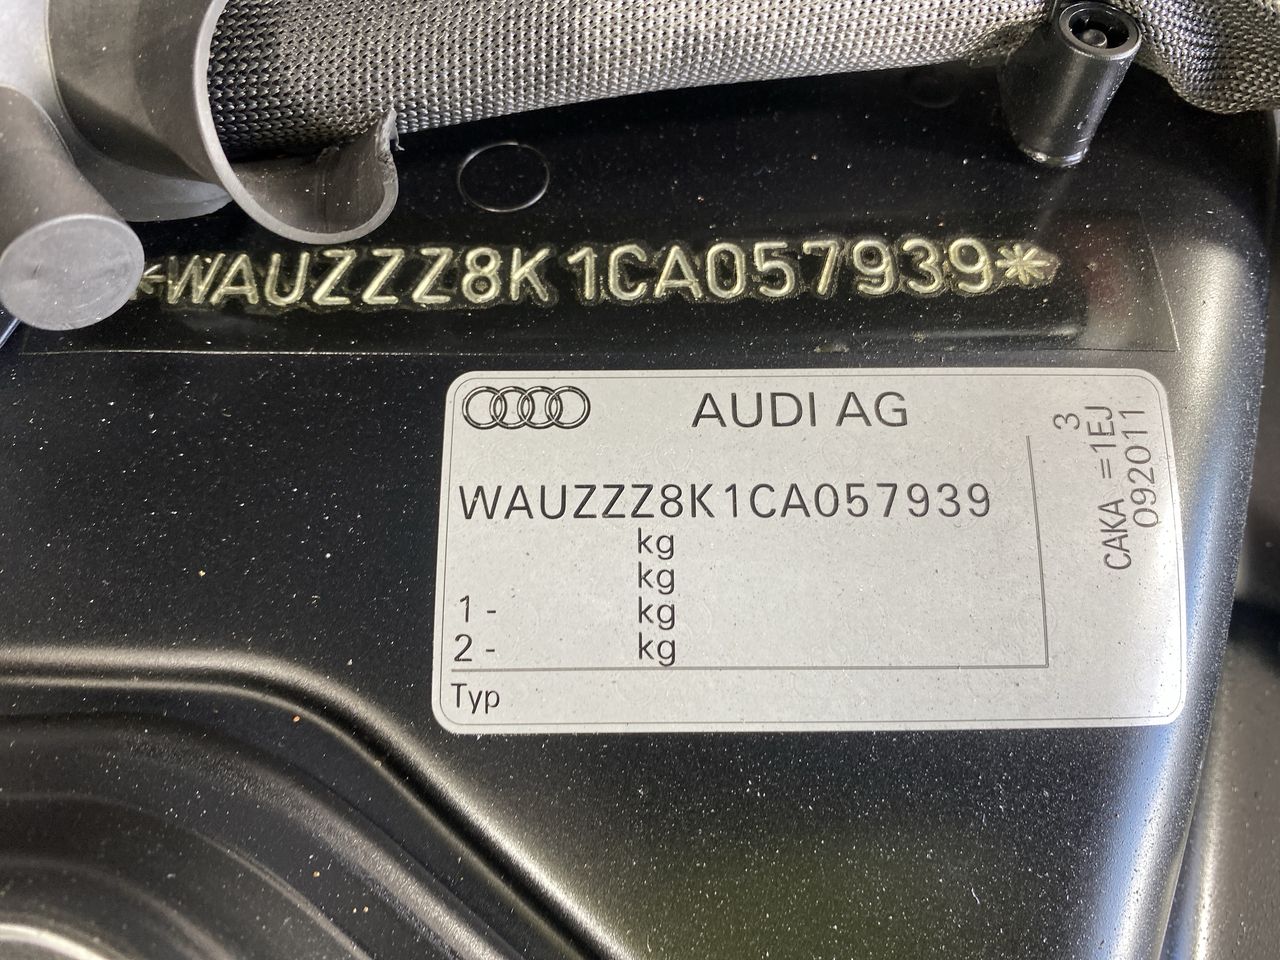 *WAUZZZ8K1CA057939*
AUDI AG
WAUZZZ8K1CA057939
kg
kg
1 - kg
2 - kg
Typ
3
CAKA =1EJ
092011